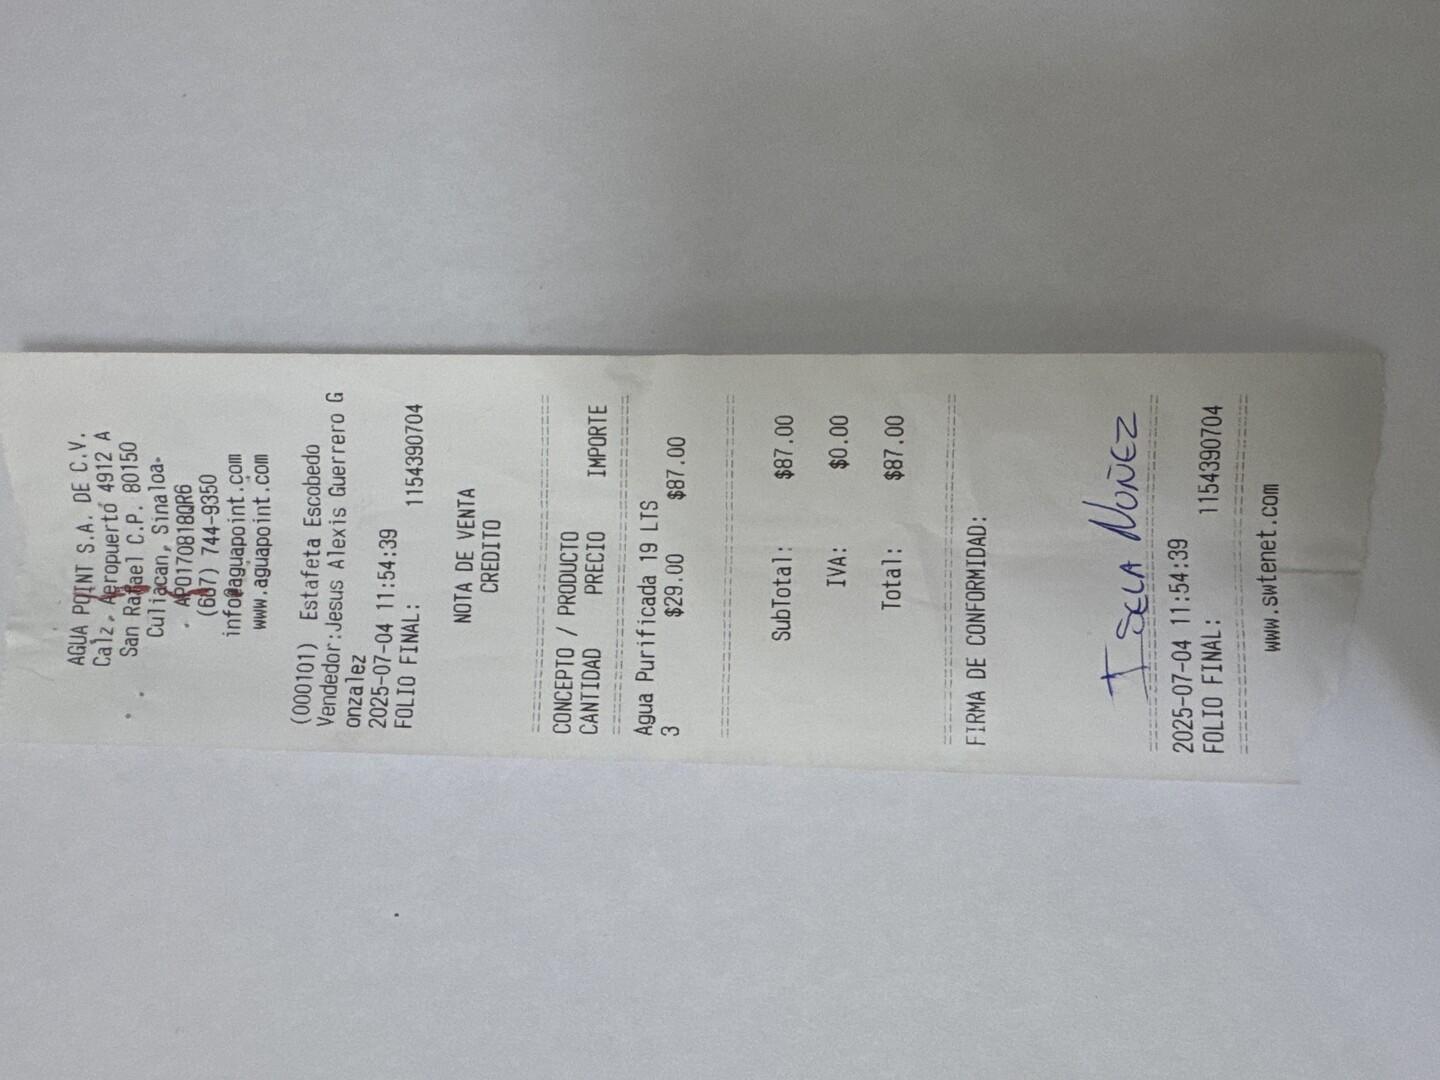 AGUA POINT S.A. DE C.V.
Calz. Aeropuerto 4912 A
San Rafael C.P. 80150
Culiacan, Sinaloa.
APO170818QR6
(667) 744-9350
info@aguapoint.com
www.aguapoint.com
(000101) Estafeta Escobedo
Vendedor:Jesus Alexis Guerrero G
onzalez
2025-07-04 11:54:39
FOLIO FINAL: 1154390704
NOTA DE VENTA
CREDITO
================================
CONCEPTO / PRODUCTO
CANTIDAD PRECIO IMPORTE
================================
Agua Purificada 19 LTS
3 $29.00 $87.00
================================
SubTotal: $87.00
IVA: $0.00
Total: $87.00
================================
FIRMA DE CONFORMIDAD:
ISELA NUÑEZ
================================
2025-07-04 11:54:39
FOLIO FINAL: 1154390704
================================
www.swtenet.com